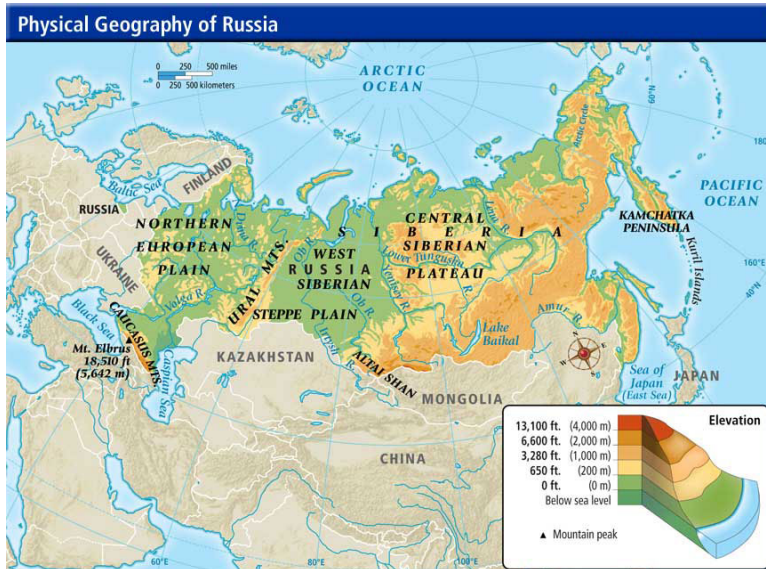 Physical Geography of Russia
0 250 500 miles
0 250 500 kilometers
ARCTIC
OCEAN
Arctic Circle
60°N
180°
PACIFIC
OCEAN
FINLAND
Baltic Sea
RUSSIA
NORTHERN
EUROPEAN
PLAIN
Dvina R.
UKRAINE
Volga R.
URAL MTS.
Ob R.
SIBERIA
WEST
RUSSIA
SIBERIAN
STEPPE PLAIN
Ob R.
Irtysh R.
CENTRAL
SIBERIAN
PLATEAU
Lena R.
Lower Tunguska R.
Yenisey R.
KAMCHATKA
PENINSULA
Kuril Islands
160°E
40°N
Amur R.
Lake
Baikal
Black Sea
CAUCASUS MTS.
Mt. Elbrus
18,510 ft
(5,642 m)
Caspian Sea
KAZAKHSTAN
ALTAI SHAN
MONGOLIA
N
E
S
W
Sea of
Japan
(East Sea)
JAPAN
CHINA
60°E
80°E
100°E
Elevation
13,100 ft. (4,000 m)
6,600 ft. (2,000 m)
3,280 ft. (1,000 m)
650 ft. (200 m)
0 ft. (0 m)
Below sea level
▲ Mountain peak